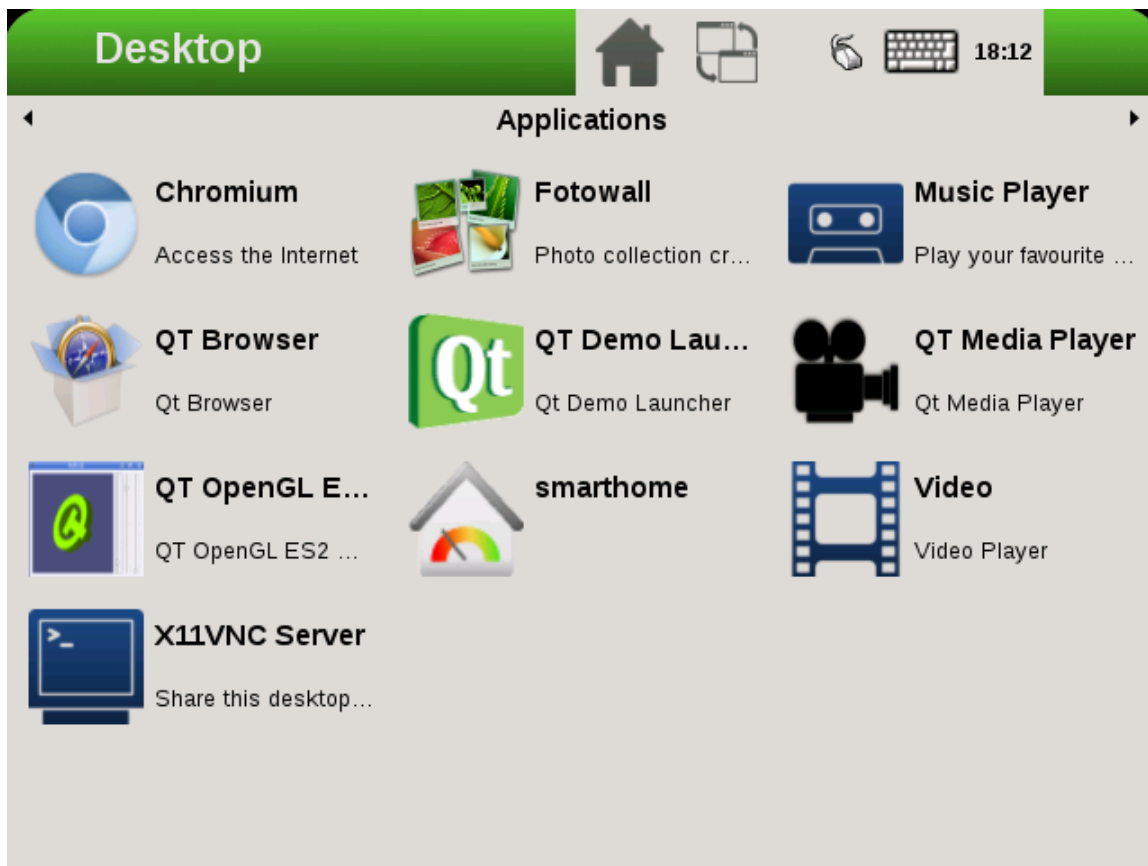 Desktop
18:12
Applications
Chromium
Access the Internet
Fotowall
Photo collection cr...
Music Player
Play your favourite ...
QT Browser
Qt Browser
Qt
QT Demo Lau...
Qt Demo Launcher
QT Media Player
Qt Media Player
QT OpenGL E...
QT OpenGL ES2 ...
smarthome
Video
Video Player
>_
X11VNC Server
Share this desktop...